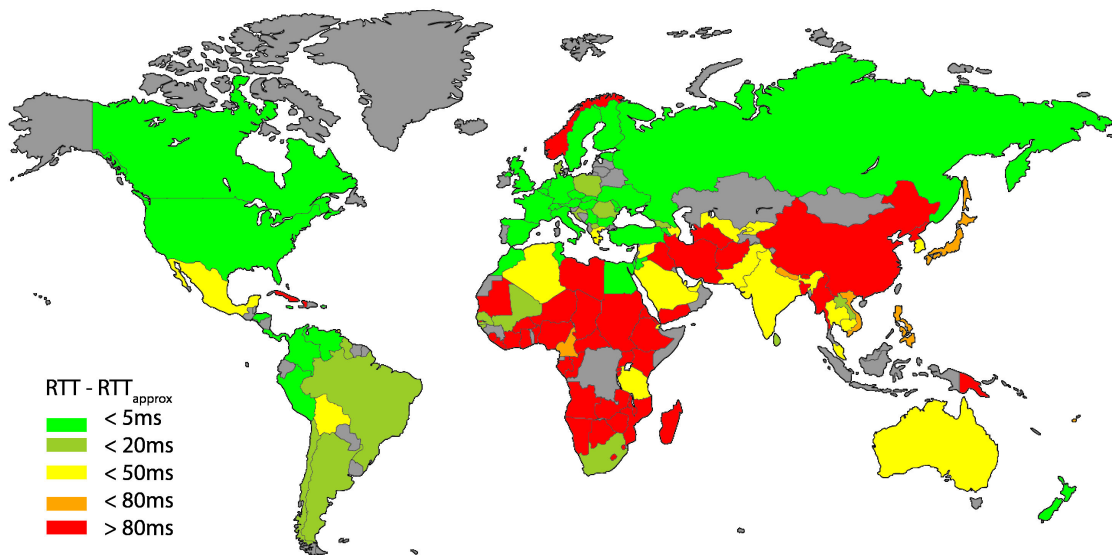 RTT - RTTapprox
< 5ms
< 20ms
< 50ms
< 80ms
> 80ms